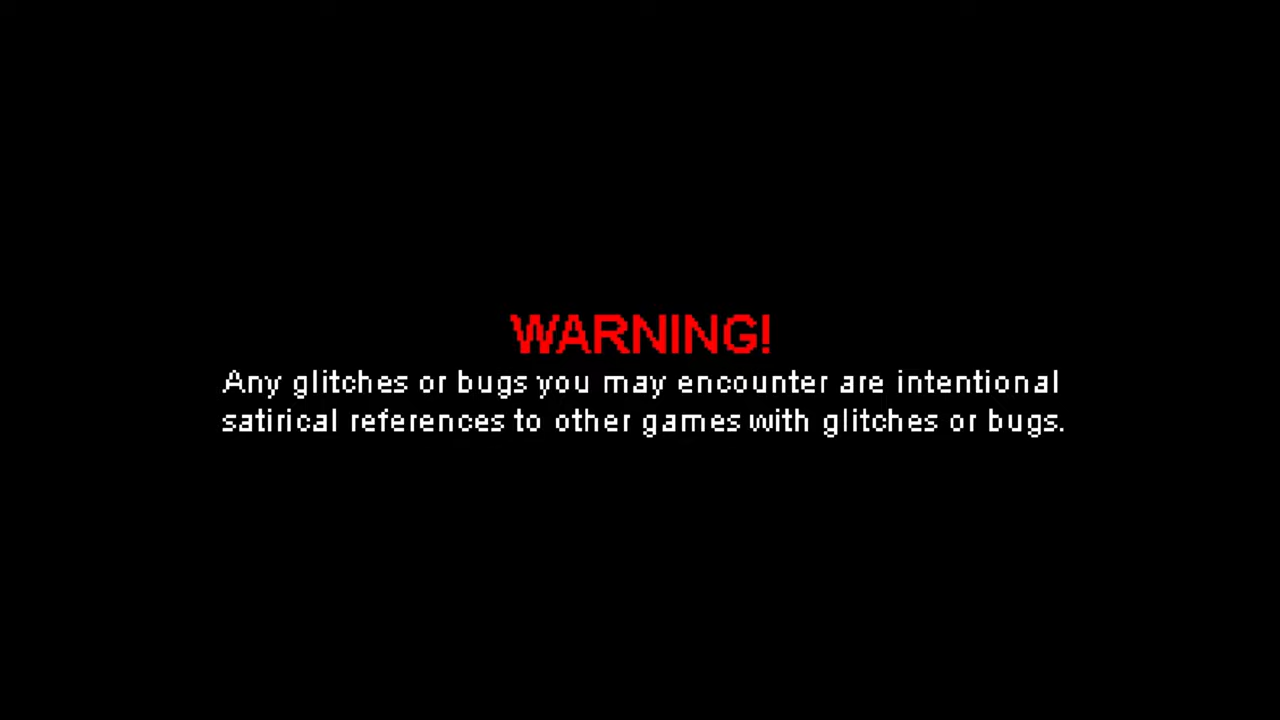 WARNING!
Any glitches or bugs you may encounter are intentional
satirical references to other games with glitches or bugs.